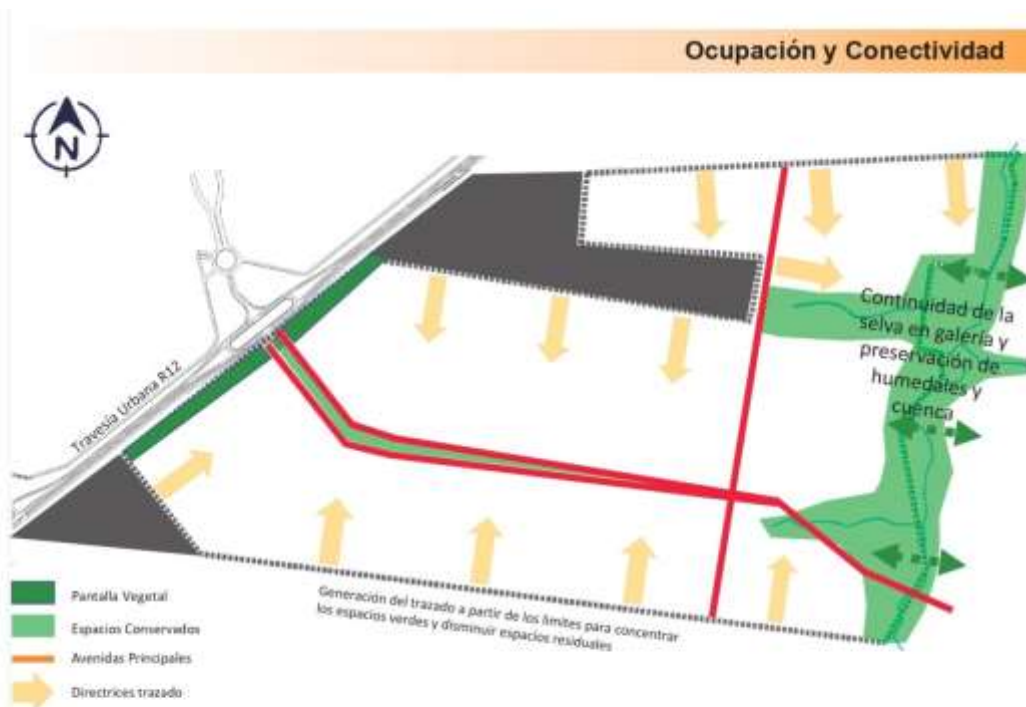 Ocupación y Conectividad
N
Travesía Urbana R12
Continuidad de la
selva en galería y
preservación de
humedales y
cuenca
Generación del trazado a partir de los limites para concentrar
los espacios verdes y disminuir espacios residuales
Pantalla Vegetal
Espacios Conservados
Avenidas Principales
Directrices trazado